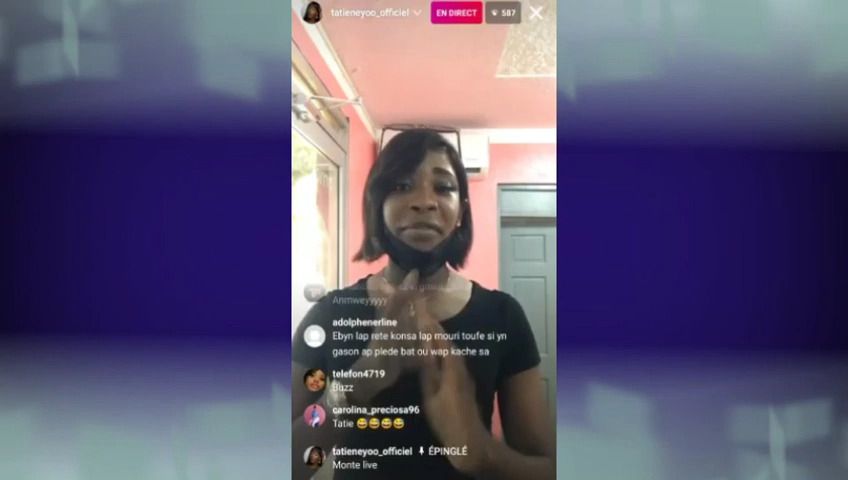 tatieneyoo_officiel
EN DIRECT
587
Anmweyyyyy
adolphenerline
Ebyn lap rete konsa lap mouri toufe si yn
gason ap plede bat ou wap kache sa
telefon4719
Buzz
carolina_preciosa96
Tatie 😂😂😂😂
tatieneyoo_officiel ÉPINGLÉ
Monte live